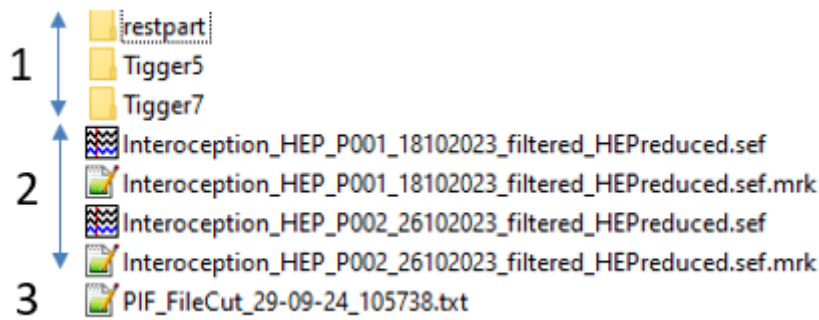 restpart
1 Tigger5
Tigger7
Interoception_HEP_P001_18102023_filtered_HEPreduced.sef
Interoception_HEP_P001_18102023_filtered_HEPreduced.sef.mrk
2
Interoception_HEP_P002_26102023_filtered_HEPreduced.sef
Interoception_HEP_P002_26102023_filtered_HEPreduced.sef.mrk
3 PIF_FileCut_29-09-24_105738.txt